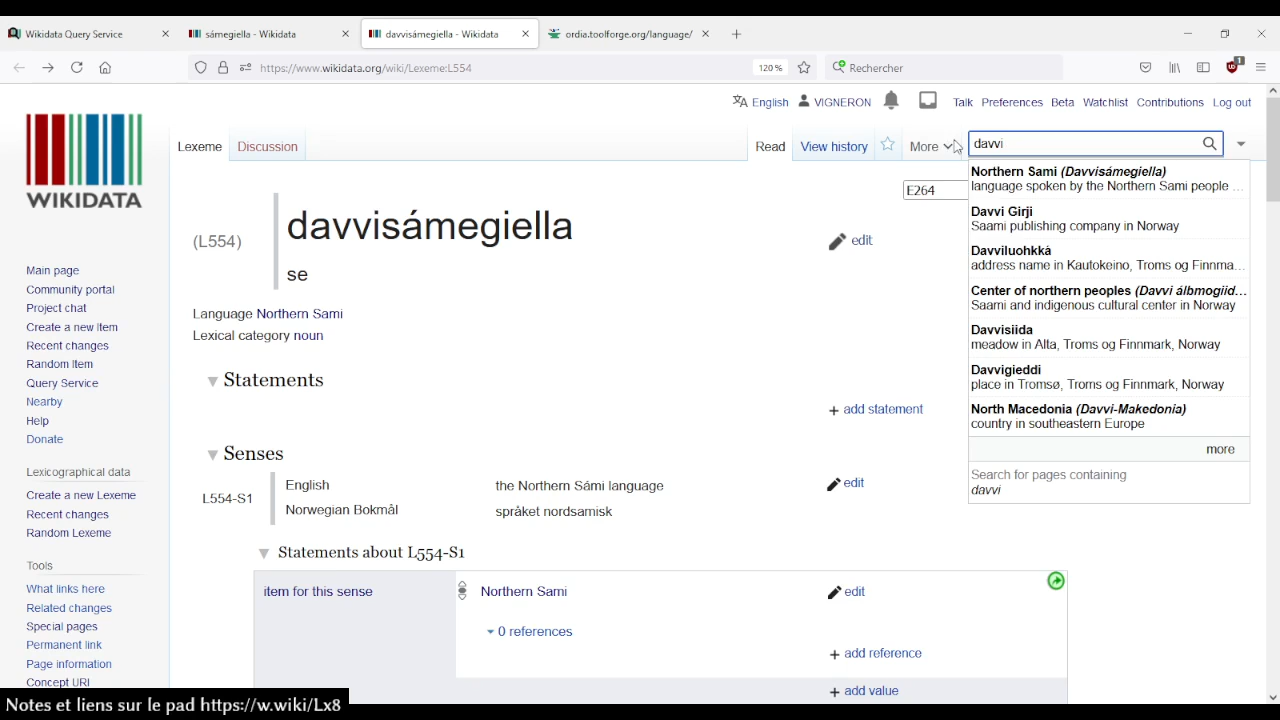 Wikidata Query Service
sámegiella - Wikidata
davvisámegiella - Wikidata
ordia.toolforge.org/language/
https://www.wikidata.org/wiki/Lexeme:L554
120 %
Rechercher
1
English
VIGNERON
Talk
Preferences
Beta
Watchlist
Contributions
Log out
WIKIDATA
Lexeme
Discussion
Read
View history
More
davvi
E264
Northern Sami (Davvisámegiella)
language spoken by the Northern Sami people ...
Davvi Girji
Saami publishing company in Norway
Davviluohkká
address name in Kautokeino, Troms og Finnma...
Center of northern peoples (Davvi álbmogiid...
Saami and indigenous cultural center in Norway
Davvisiida
meadow in Alta, Troms og Finnmark, Norway
Davvigieddi
place in Tromsø, Troms og Finnmark, Norway
North Macedonia (Davvi-Makedonia)
country in southeastern Europe
more
Search for pages containing
davvi
(L554)
davvisámegiella
se
edit
Language Northern Sami
Lexical category noun
Statements
+ add statement
Senses
L554-S1
English
the Northern Sámi language
edit
Norwegian Bokmål
språket nordsamisk
Statements about L554-S1
item for this sense
Northern Sami
edit
0 references
+ add reference
+ add value
Main page
Community portal
Project chat
Create a new Item
Recent changes
Random Item
Query Service
Nearby
Help
Donate
Lexicographical data
Create a new Lexeme
Recent changes
Random Lexeme
Tools
What links here
Related changes
Special pages
Permanent link
Page information
Concept URI
Notes et liens sur le pad https://w.wiki/Lx8